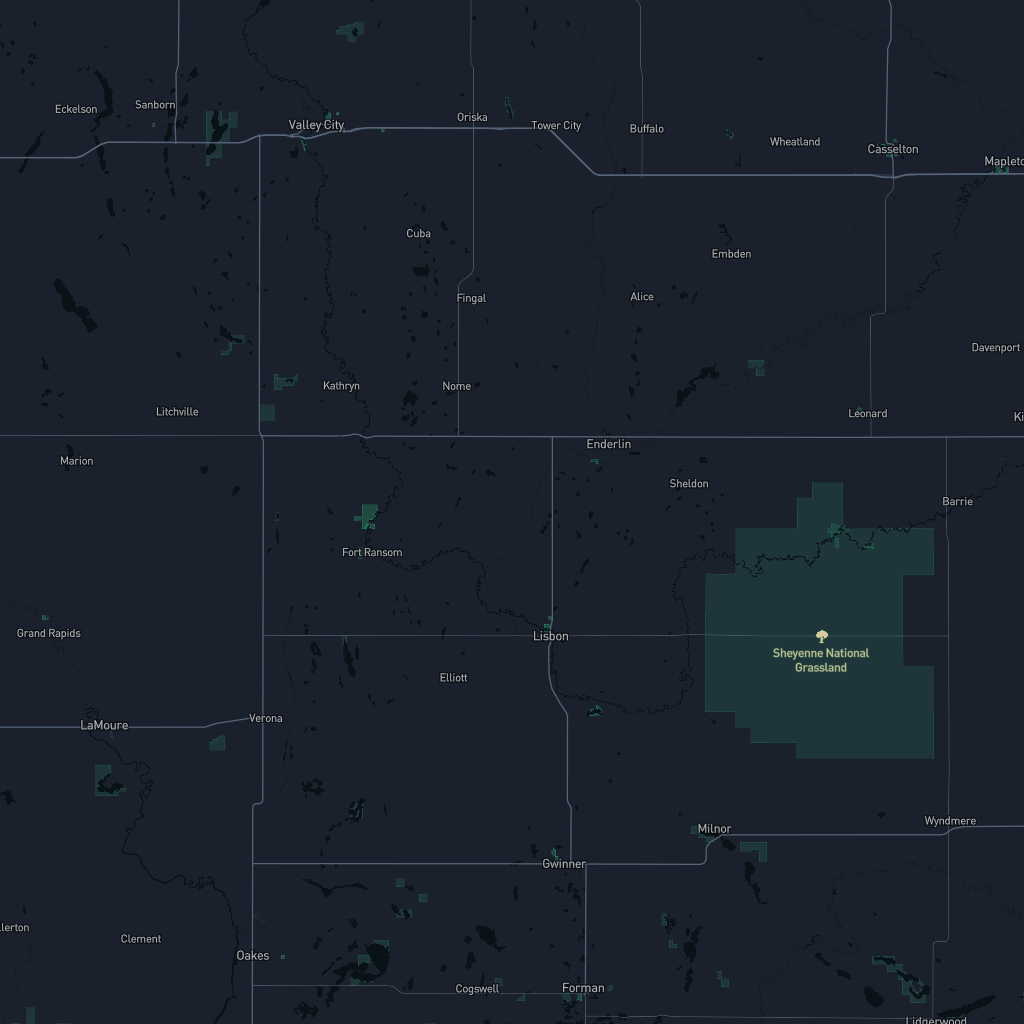 Eckelson
Sanborn
Valley City
Oriska
Tower City
Buffalo
Wheatland
Casselton
Mapleto
Cuba
Embden
Fingal
Alice
Davenport
Kathryn
Nome
Litchville
Leonard
Ki
Enderlin
Marion
Sheldon
Barrie
Fort Ransom
Grand Rapids
Lisbon
Sheyenne National
Grassland
Elliott
Verona
LaMoure
Wyndmere
Milnor
Gwinner
llerton
Clement
Oakes
Cogswell
Forman
Lidgerwood